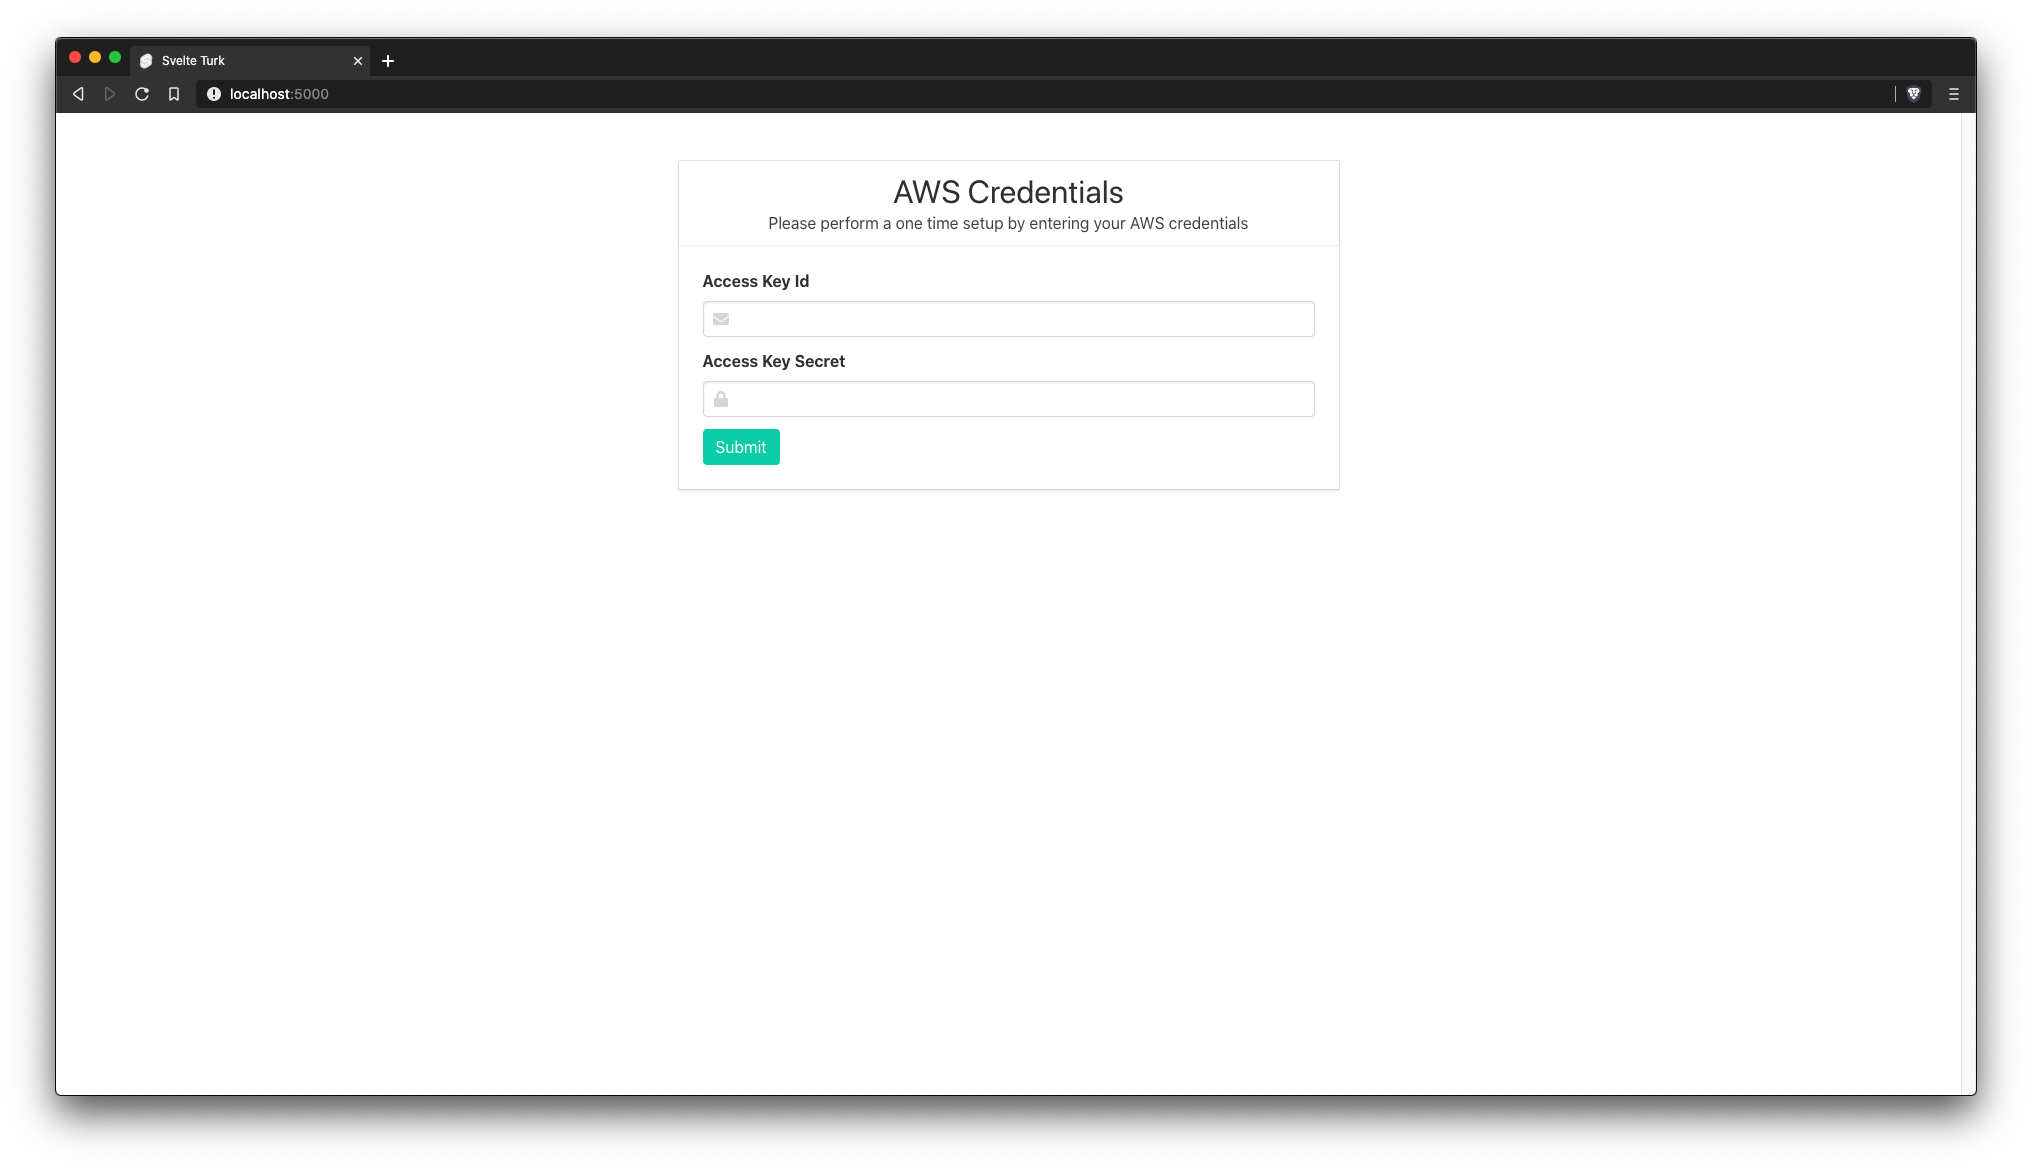 Svelte Turk
localhost:5000
AWS Credentials
Please perform a one time setup by entering your AWS credentials
Access Key Id
Access Key Secret
Submit